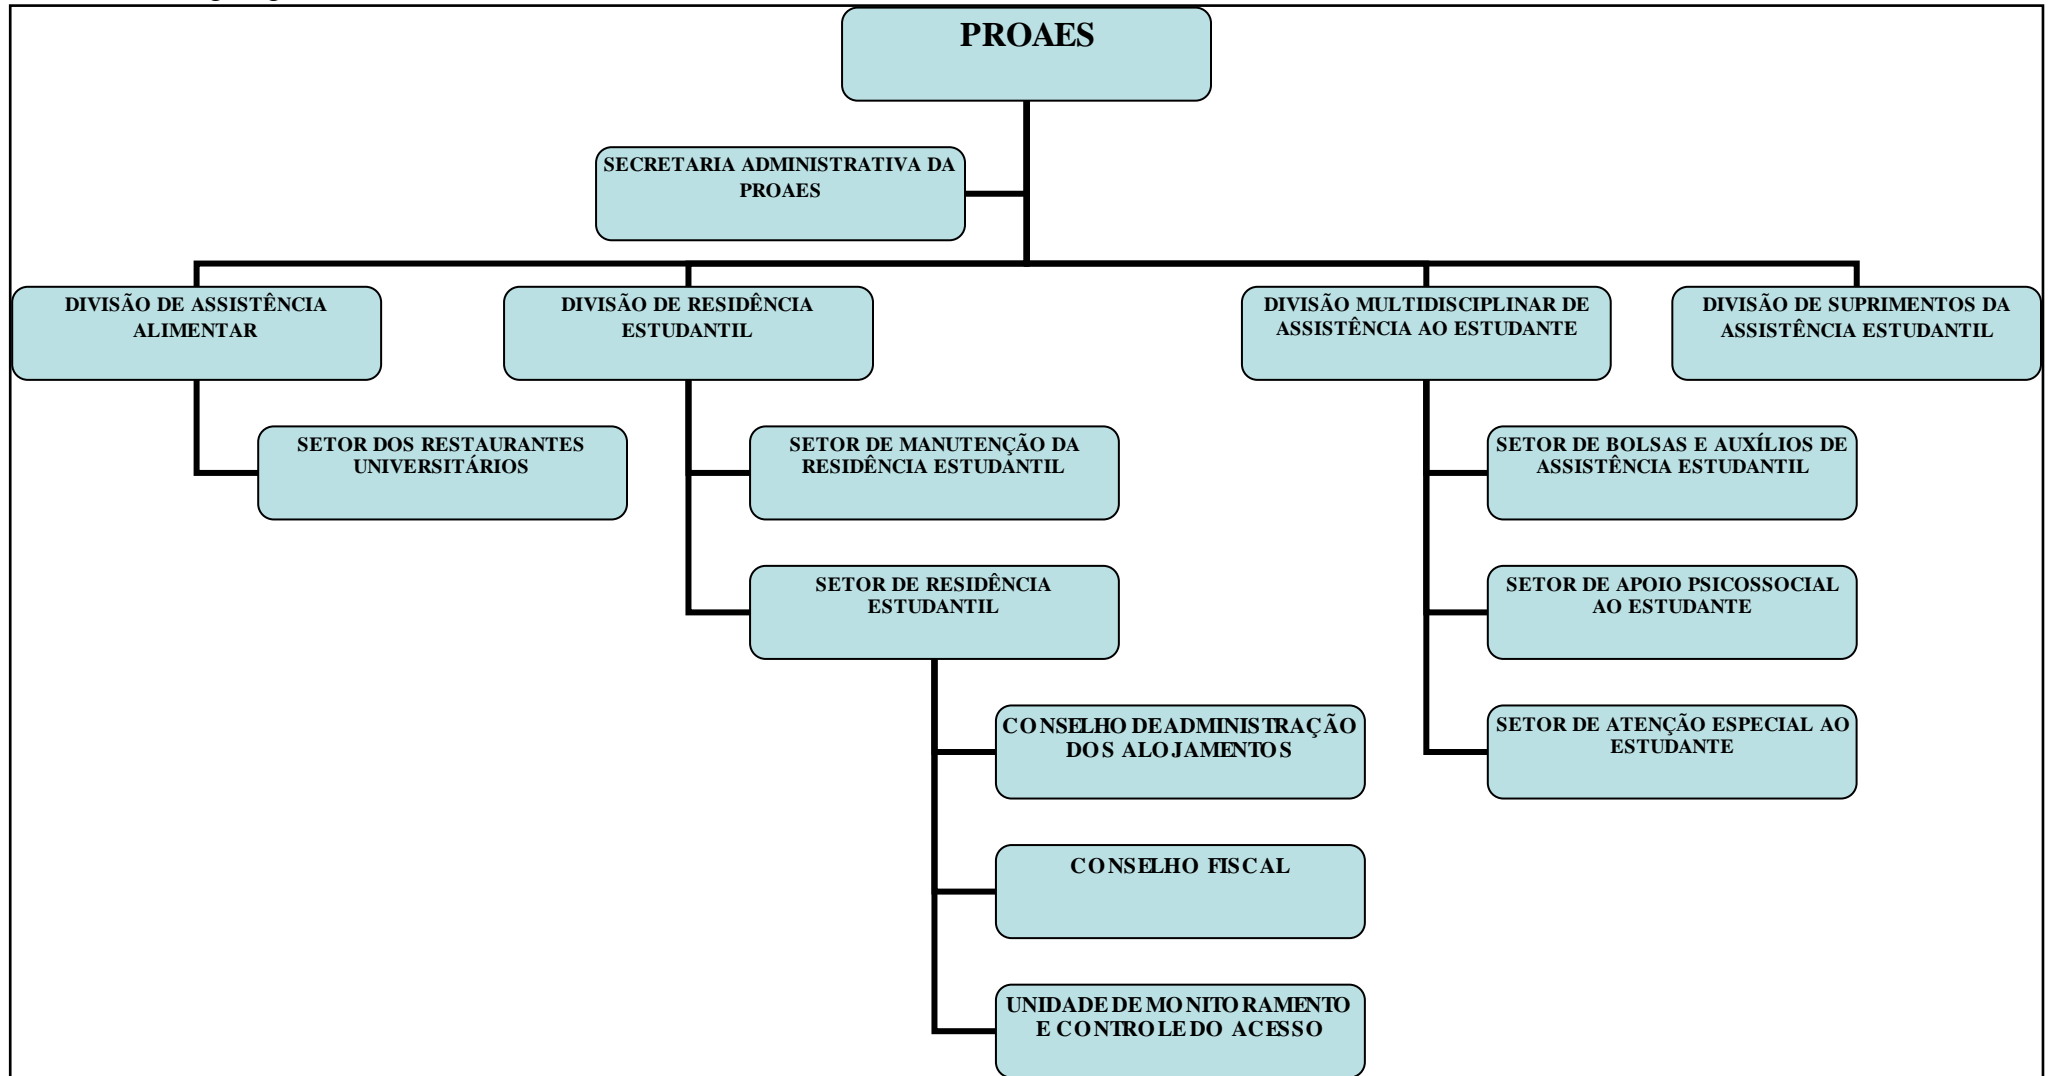 PROAES
SECRETARIA ADMINISTRATIVA DA
PROAES
DIVISÃO DE ASSISTÊNCIA
ALIMENTAR
DIVISÃO DE RESIDÊNCIA
ESTUDANTIL
DIVISÃO MULTIDISCIPLINAR DE
ASSISTÊNCIA AO ESTUDANTE
DIVISÃO DE SUPRIMENTOS DA
ASSISTÊNCIA ESTUDANTIL
SETOR DOS RESTAURANTES
UNIVERSITÁRIOS
SETOR DE MANUTENÇÃO DA
RESIDÊNCIA ESTUDANTIL
SETOR DE BOLSAS E AUXÍLIOS DE
ASSISTÊNCIA ESTUDANTIL
SETOR DE RESIDÊNCIA
ESTUDANTIL
SETOR DE APOIO PSICOSSOCIAL
AO ESTUDANTE
CONSELHO DE ADMINISTRAÇÃO
DOS ALOJAMENTOS
SETOR DE ATENÇÃO ESPECIAL AO
ESTUDANTE
CONSELHO FISCAL
UNIDADE DE MONITORAMENTO
E CONTROLE DO ACESSO